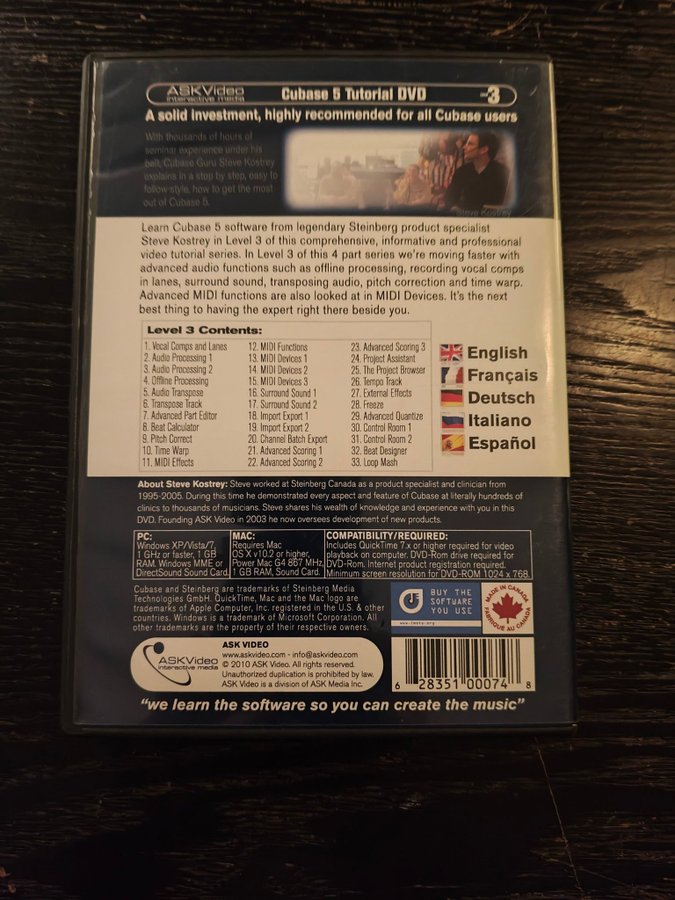 ASKVideo
interactive media
Cubase 5 Tutorial DVD
3
A solid investment, highly recommended for all Cubase users
With thousands of hours of
seminar experience under his
belt, Cubase Guru Steve Kostrey
explains in a step by step, easy to
follow style, how to get the most
out of Cubase 5.
Steve Kostrey
Learn Cubase 5 software from legendary Steinberg product specialist
Steve Kostrey in Level 3 of this comprehensive, informative and professional
video tutorial series. In Level 3 of this 4 part series we're moving faster with
advanced audio functions such as offline processing, recording vocal comps
in lanes, surround sound, transposing audio, pitch correction and time warp.
Advanced MIDI functions are also looked at in MIDI Devices. It's the next
best thing to having the expert right there beside you.
Level 3 Contents:
1. Vocal Comps and Lanes
2. Audio Processing 1
3. Audio Processing 2
4. Offline Processing
5. Audio Transpose
6. Transpose Track
7. Advanced Part Editor
8. Beat Calculator
9. Pitch Correct
10. Time Warp
11. MIDI Effects
12. MIDI Functions
13. MIDI Devices 1
14. MIDI Devices 2
15. MIDI Devices 3
16. Surround Sound 1
17. Surround Sound 2
18. Import Export 1
19. Import Export 2
20. Channel Batch Export
21. Advanced Scoring 1
22. Advanced Scoring 2
23. Advanced Scoring 3
24. Project Assistant
25. The Project Browser
26. Tempo Track
27. External Effects
28. Freeze
29. Advanced Quantize
30. Control Room 1
31. Control Room 2
32. Beat Designer
33. Loop Mash
English
Français
Deutsch
Italiano
Español
About Steve Kostrey: Steve worked at Steinberg Canada as a product specialist and clinician from
1995-2005. During this time he demonstrated every aspect and feature of Cubase at literally hundreds of
clinics to thousands of musicians. Steve shares his wealth of knowledge and experience with you in this
DVD. Founding ASK Video in 2003 he now oversees development of new products.
PC:
Windows XP/Vista/7,
1 GHz or faster, 1 GB
RAM. Windows MME or
DirectSound Sound Card.
MAC:
Requires Mac
OS X v10.2 or higher,
Power Mac G4 867 MHz,
1 GB RAM, Sound Card.
COMPATIBILITY/REQUIRED:
Includes QuickTime 7.x or higher required for video
playback on computer. DVD-Rom drive required for
DVD-Rom. Internet product registration required.
Minimum screen resolution for DVD-ROM 1024 x 768.
Cubase and Steinberg are trademarks of Steinberg Media
Technologies GmbH. QuickTime, Mac and the Mac logo are
trademarks of Apple Computer, Inc. registered in the U.S. & other
countries. Windows is a trademark of Microsoft Corporation. All
other trademarks are the property of their respective owners.
BUY THE
SOFTWARE
YOU USE
www.imsta.org
MADE IN CANADA
FABRIQUÉ AU CANADA
ASKVideo
interactive media
ASK VIDEO
www.askvideo.com - info@askvideo.com
© 2010 ASK Video. All rights reserved.
Unauthorized duplication is prohibited by law.
ASK Video is a division of ASK Media Inc.
6 28351 00074 8
"we learn the software so you can create the music"